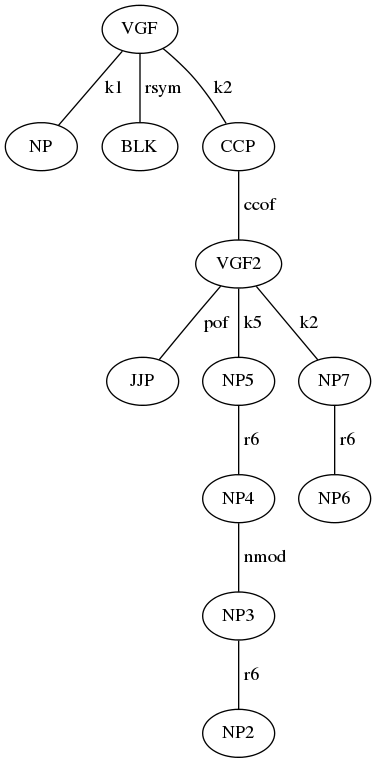 VGF
k1 rsym k2
NP BLK CCP
ccof
VGF2
pof k5 k2
JJP NP5 NP7
r6 r6
NP4 NP6
nmod
NP3
r6
NP2